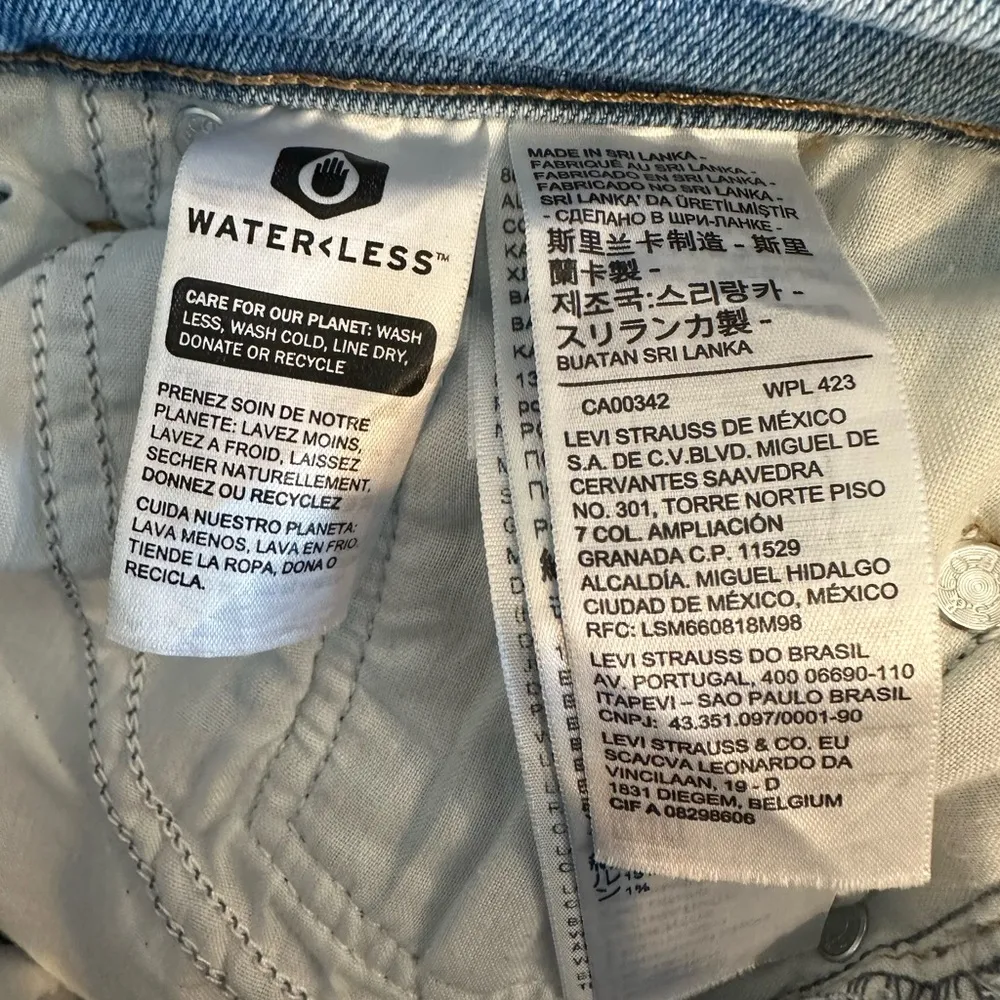 WATER<LESS™
CARE FOR OUR PLANET: WASH
LESS, WASH COLD, LINE DRY,
DONATE OR RECYCLE
PRENEZ SOIN DE NOTRE
PLANETE: LAVEZ MOINS,
LAVEZ A FROID, LAISSEZ
SECHER NATURELLEMENT,
DONNEZ OU RECYCLEZ
CUIDA NUESTRO PLANETA:
LAVA MENOS, LAVA EN FRIO,
TIENDE LA ROPA, DONA O
RECICLA.
MADE IN SRI LANKA -
FABRIQUÉ AU SRI LANKA -
FABRICADO EN SRI LANKA -
FABRICADO NO SRI LANKA -
SRİ LANKA' DA ÜRETİLMİŞTİR
- СДЕЛАНО В ШРИ-ЛАНКЕ -
斯里兰卡制造 - 斯里
蘭卡製 -
제조국:스리랑카 -
スリランカ製 -
BUATAN SRI LANKA
CA00342 WPL 423
LEVI STRAUSS DE MÉXICO
S.A. DE C.V.BLVD. MIGUEL DE
CERVANTES SAAVEDRA
NO. 301, TORRE NORTE PISO
7 COL. AMPLIACIÓN
GRANADA C.P. 11529
ALCALDÍA. MIGUEL HIDALGO
CIUDAD DE MÉXICO, MÉXICO
RFC: LSM660818M98
LEVI STRAUSS DO BRASIL
AV. PORTUGAL, 400 06690-110
ITAPEVI – SAO PAULO BRASIL
CNPJ: 43.351.097/0001-90
LEVI STRAUSS & CO. EU
SCA/CVA LEONARDO DA
VINCILAAN, 19 - D
1831 DIEGEM, BELGIUM
CIF A 08298606